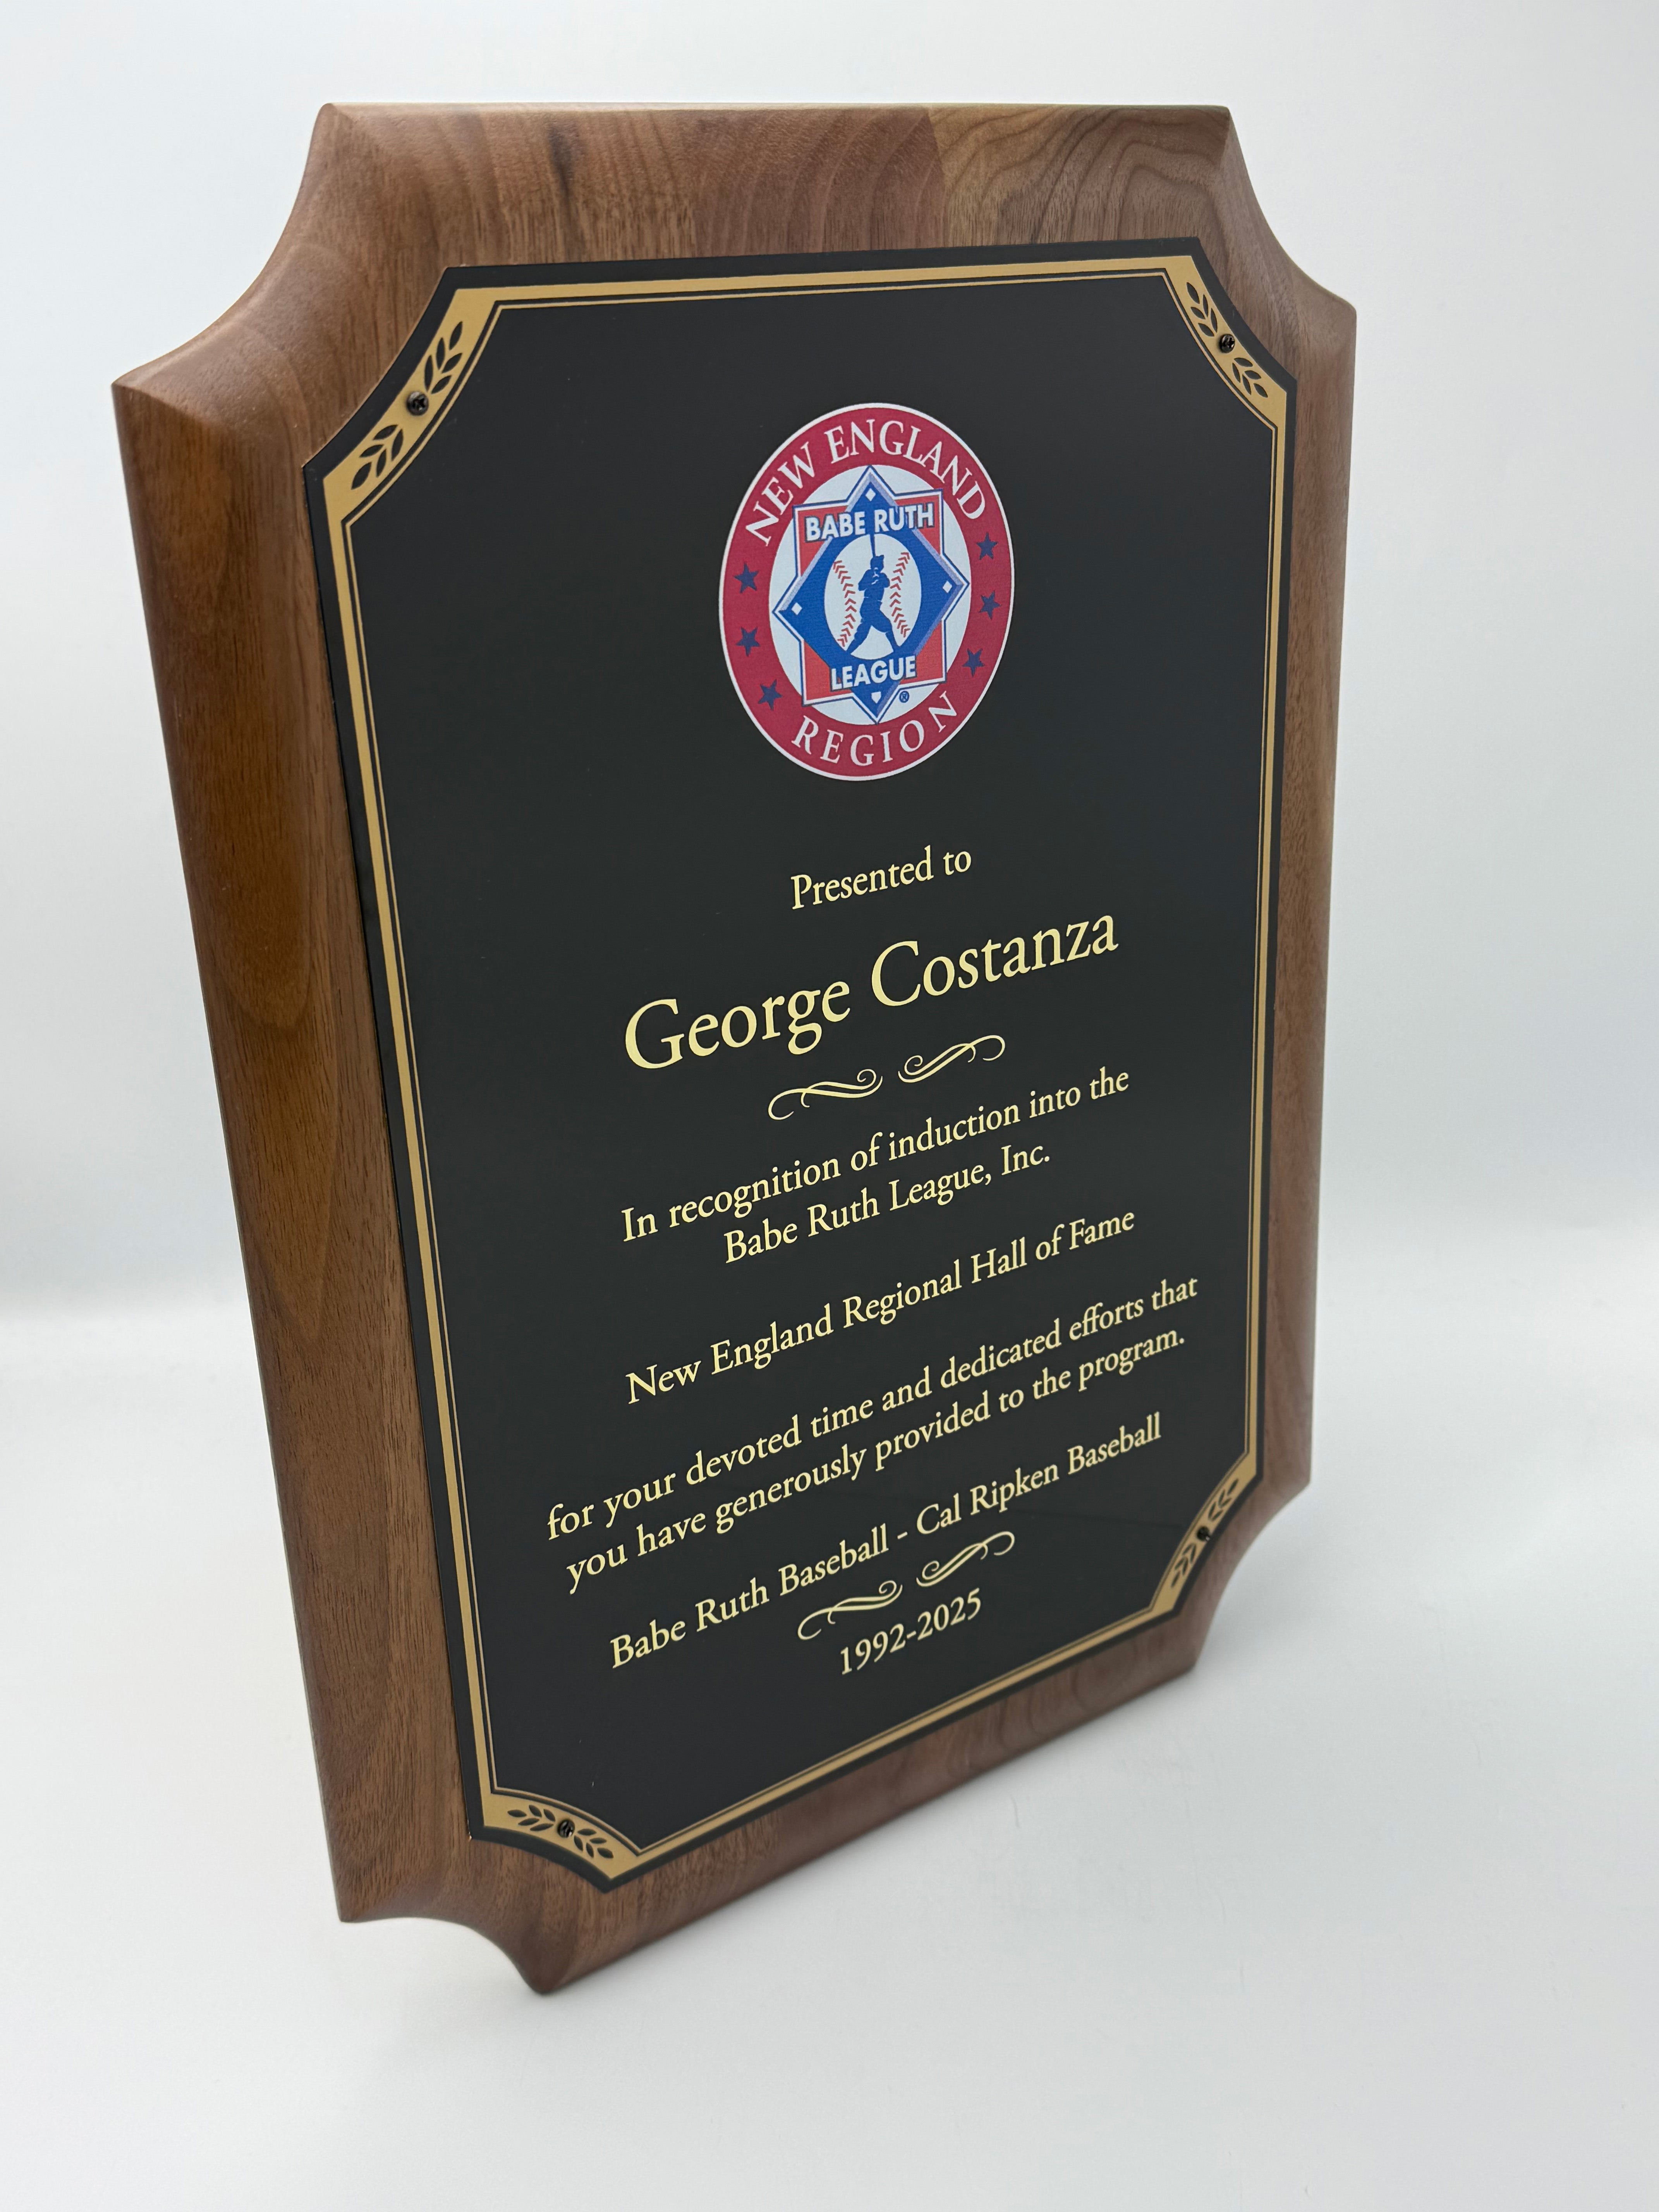 NEW ENGLAND
BABE RUTH
LEAGUE
®
REGION
Presented to
George Costanza
In recognition of induction into the
Babe Ruth League, Inc.
New England Regional Hall of Fame
for your devoted time and dedicated efforts that
you have generously provided to the program.
Babe Ruth Baseball - Cal Ripken Baseball
1992-2025